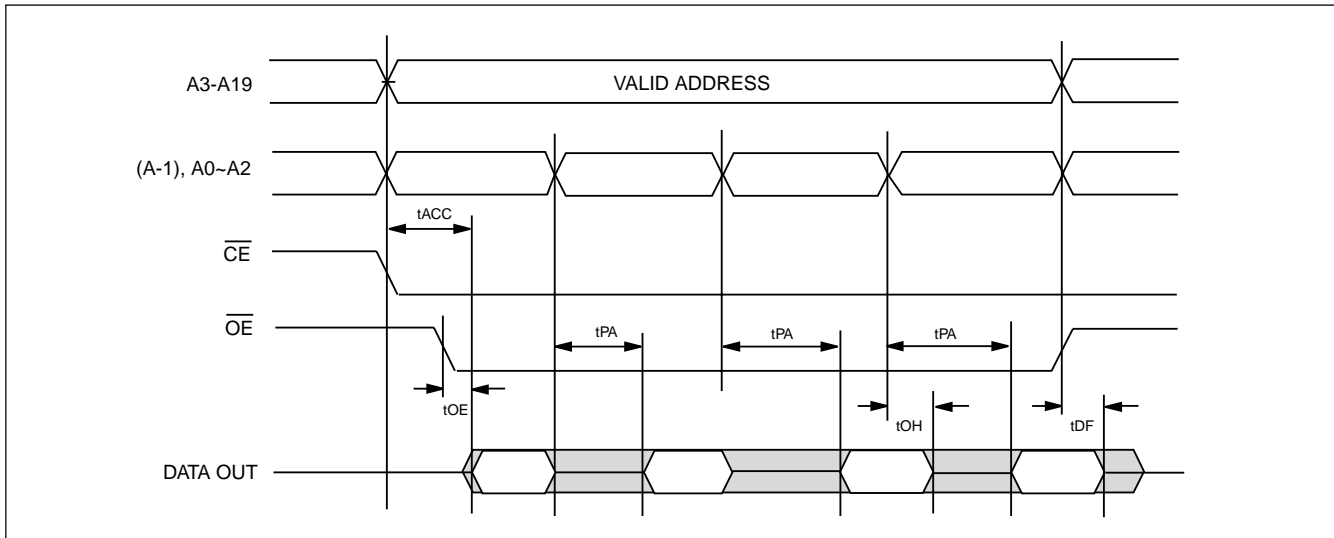 A3-A19
VALID ADDRESS
(A-1), A0~A2
tACC
CE
OE
tPA
tPA
tPA
tOE
tOH
tDF
DATA OUT